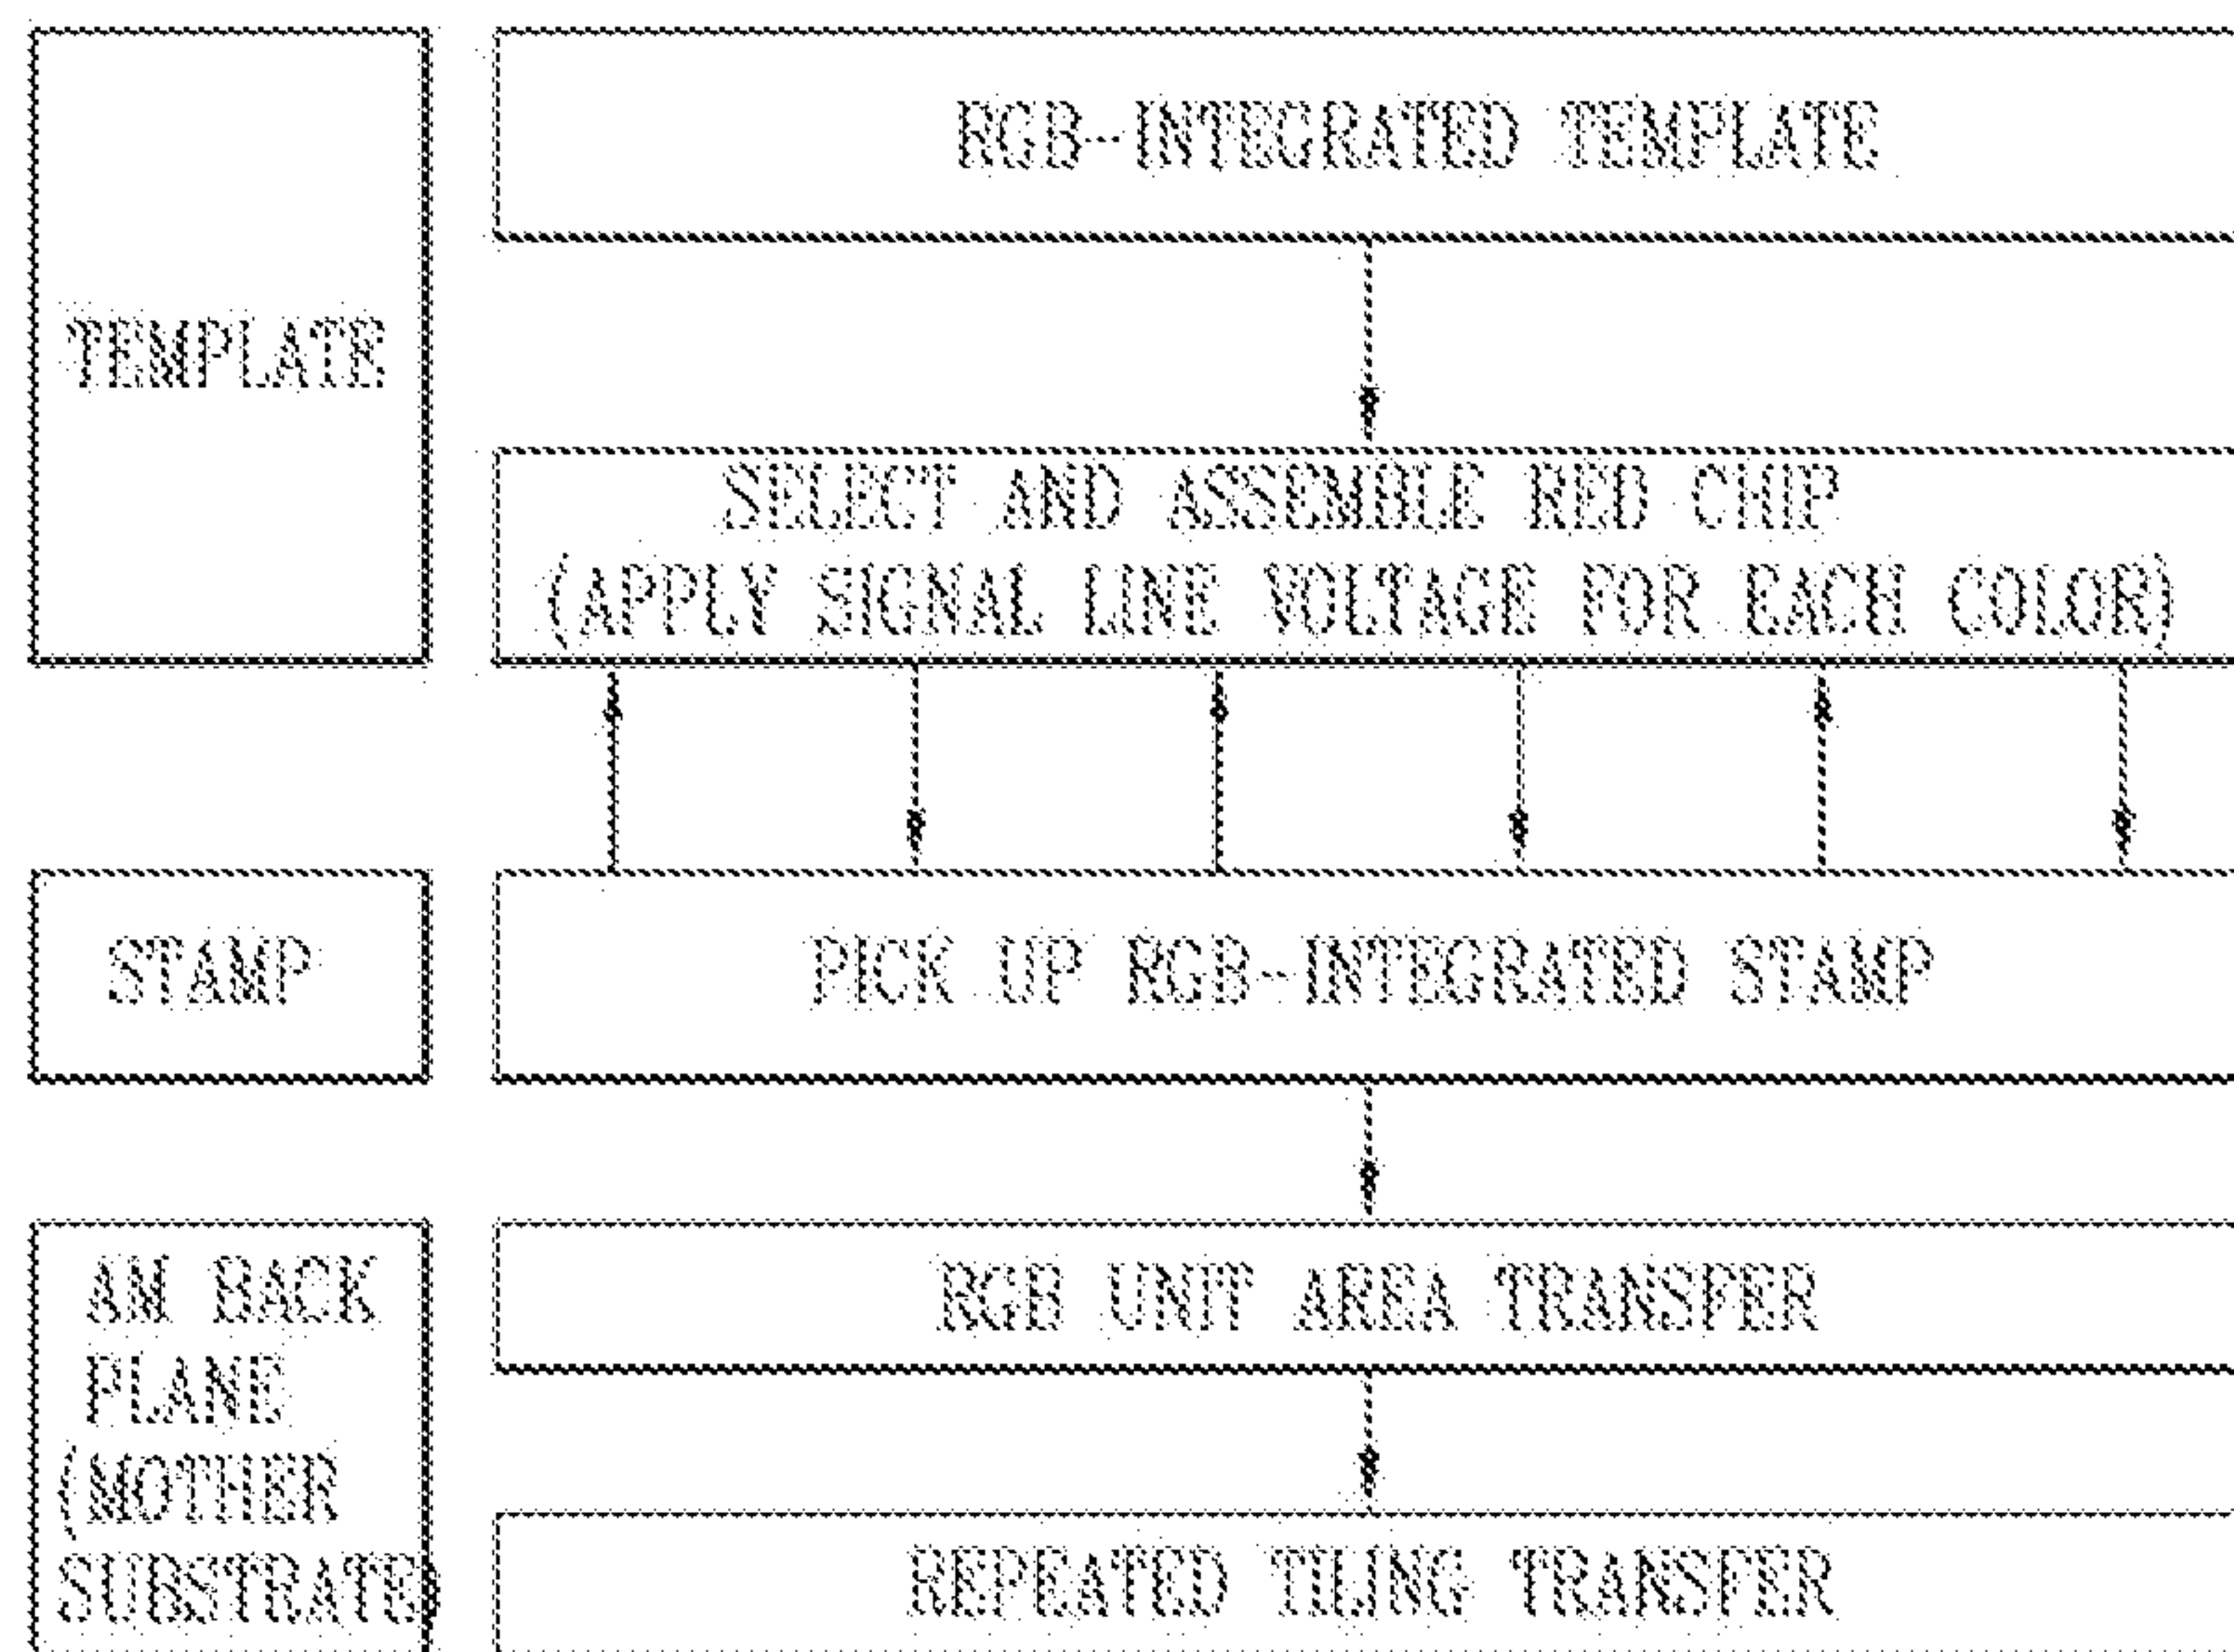 TEMPLATE
RGB-INTEGRATED TEMPLATE
SELECT AND ASSEMBLE RED CHIP
(APPLY SIGNAL LINE VOLTAGE FOR EACH COLOR)
STAMP
PICK UP RGB-INTEGRATED STAMP
AM BACK
PLANE
(MOTHER
SUBSTRATE)
RGB UNIT AREA TRANSFER
REPEATED TILING TRANSFER